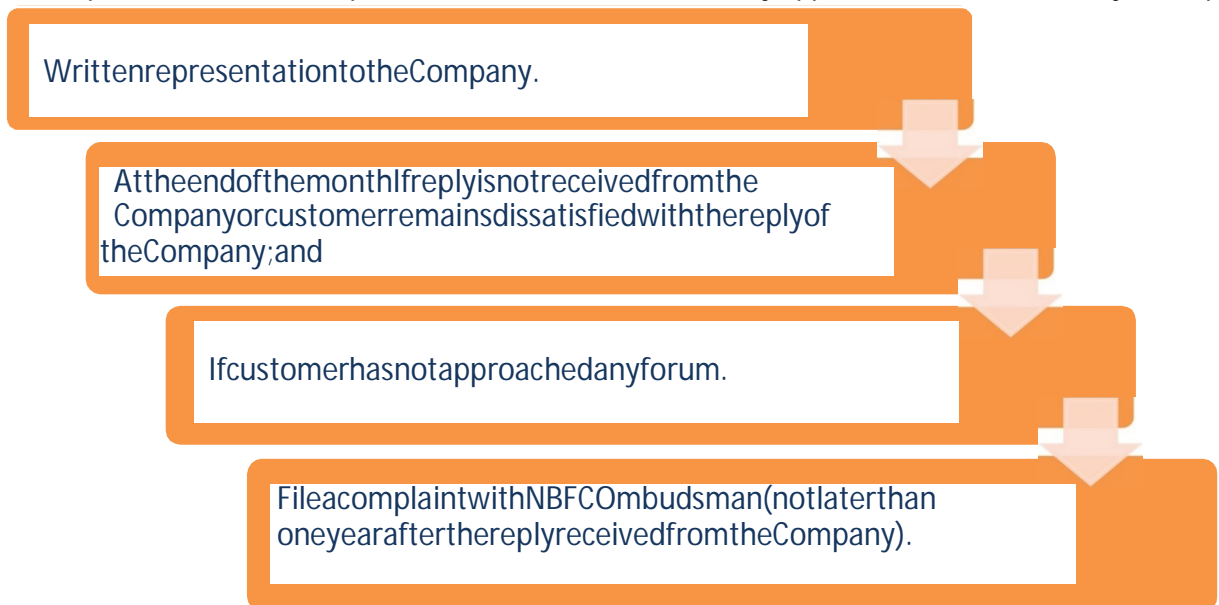 WrittenrepresentationtotheCompany.
AttheendofthemonthIfreplyisnotreceivedfromthe
Companyorcustomerremainsdissatisfiedwiththereplyof
theCompany;and
Ifcustomerhasnotapproachedanyforum.
FileacomplaintwithNBFCOmbudsman(notlaterthan
oneyearafterthereplyreceivedfromtheCompany).